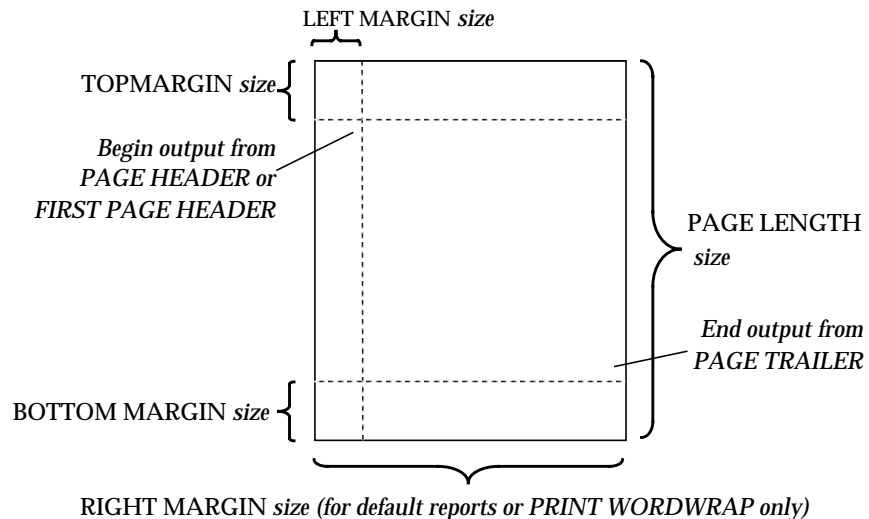 LEFT MARGIN size
TOPMARGIN size
Begin output from
PAGE HEADER or
FIRST PAGE HEADER
PAGE LENGTH
size
End output from
PAGE TRAILER
BOTTOM MARGIN size
RIGHT MARGIN size (for default reports or PRINT WORDWRAP only)